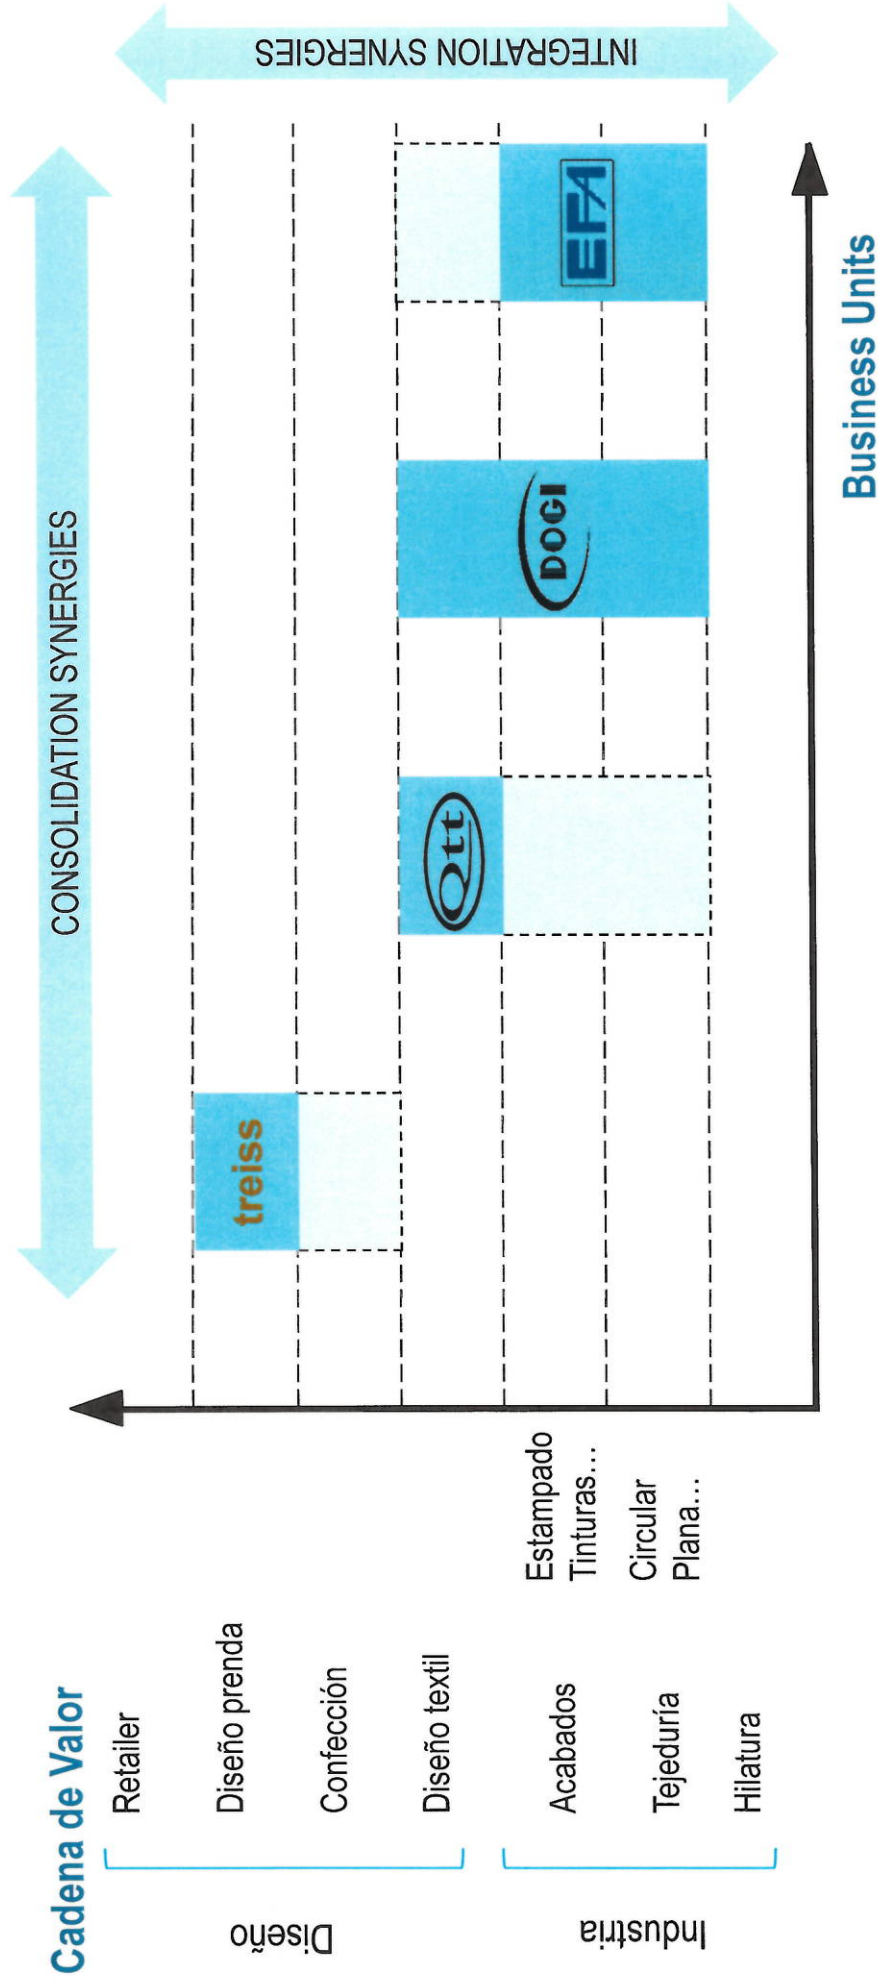 CONSOLIDATION SYNERGIES
INTEGRATION SYNERGIES
Cadena de Valor
Diseño
Retailer
Diseño prenda
Confección
Diseño textil
Industria
Acabados
Estampado
Tinturas...
Tejeduría
Circular
Plana...
Hilatura
treiss
Qtt
DOGI
EFA
Business Units